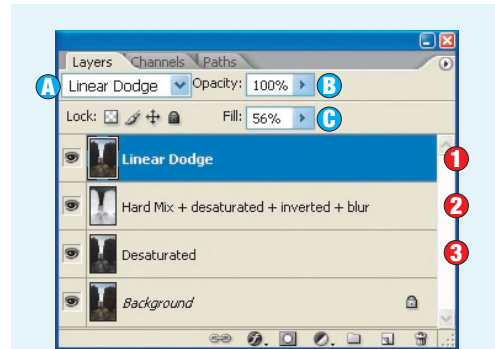 Layers Channels Paths
A Linear Dodge Opacity: 100% B
Lock: Fill: 56% C
Linear Dodge 1
Hard Mix + desaturated + inverted + blur 2
Desaturated 3
Background